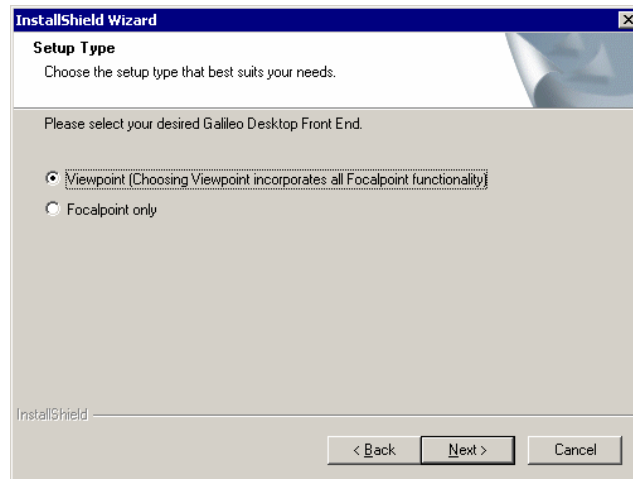 InstallShield Wizard
Setup Type
Choose the setup type that best suits your needs.
Please select your desired Galileo Desktop Front End.
Viewpoint (Choosing Viewpoint incorporates all Focalpoint functionality)
Focalpoint only
InstallShield
< Back Next > Cancel